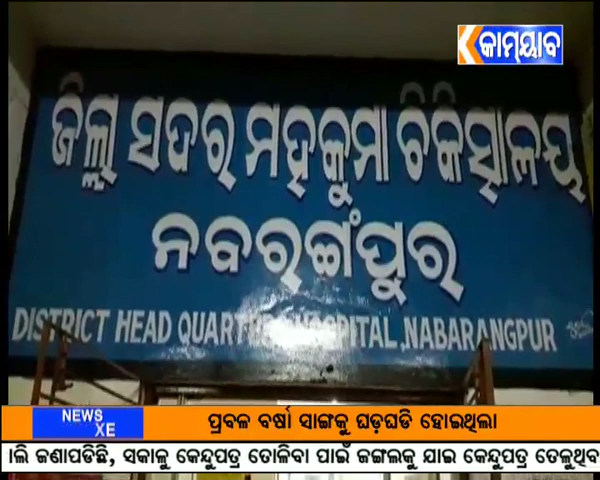 କାମ୍‌ୟାବ
ଜିଲ୍ଲା ସଦର ମହକୁମା ଚିକିତ୍ସାଳୟ
ନବରଙ୍ଗପୁର
DISTRICT HEAD QUARTER HOSPITAL, NABARANGPUR
NEWS
XE
ପ୍ରବଳ ବର୍ଷା ସାଙ୍ଗକୁ ଘଡ଼ଘଡି ହୋଇଥିଲା
ାଲି ଜଣାପଡିଛି, ସକାଳୁ କେନ୍ଦୁପତ୍ର ତୋଳିବା ପାଇଁ ଜଙ୍ଗଲକୁ ଯାଇ କେନ୍ଦୁପତ୍ର ତେଳୁଥିବ